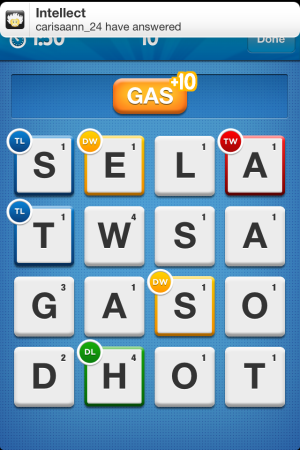 Intellect
carisaann_24 have answered
1:50 10 Done
GAS +10
TL DW TW
S 1 E 1 L 1 A 1
TL
T 1 W 4 S 1 A 1
DW
G 3 A 1 S 1 O 1
DL
D 2 H 4 O 1 T 1